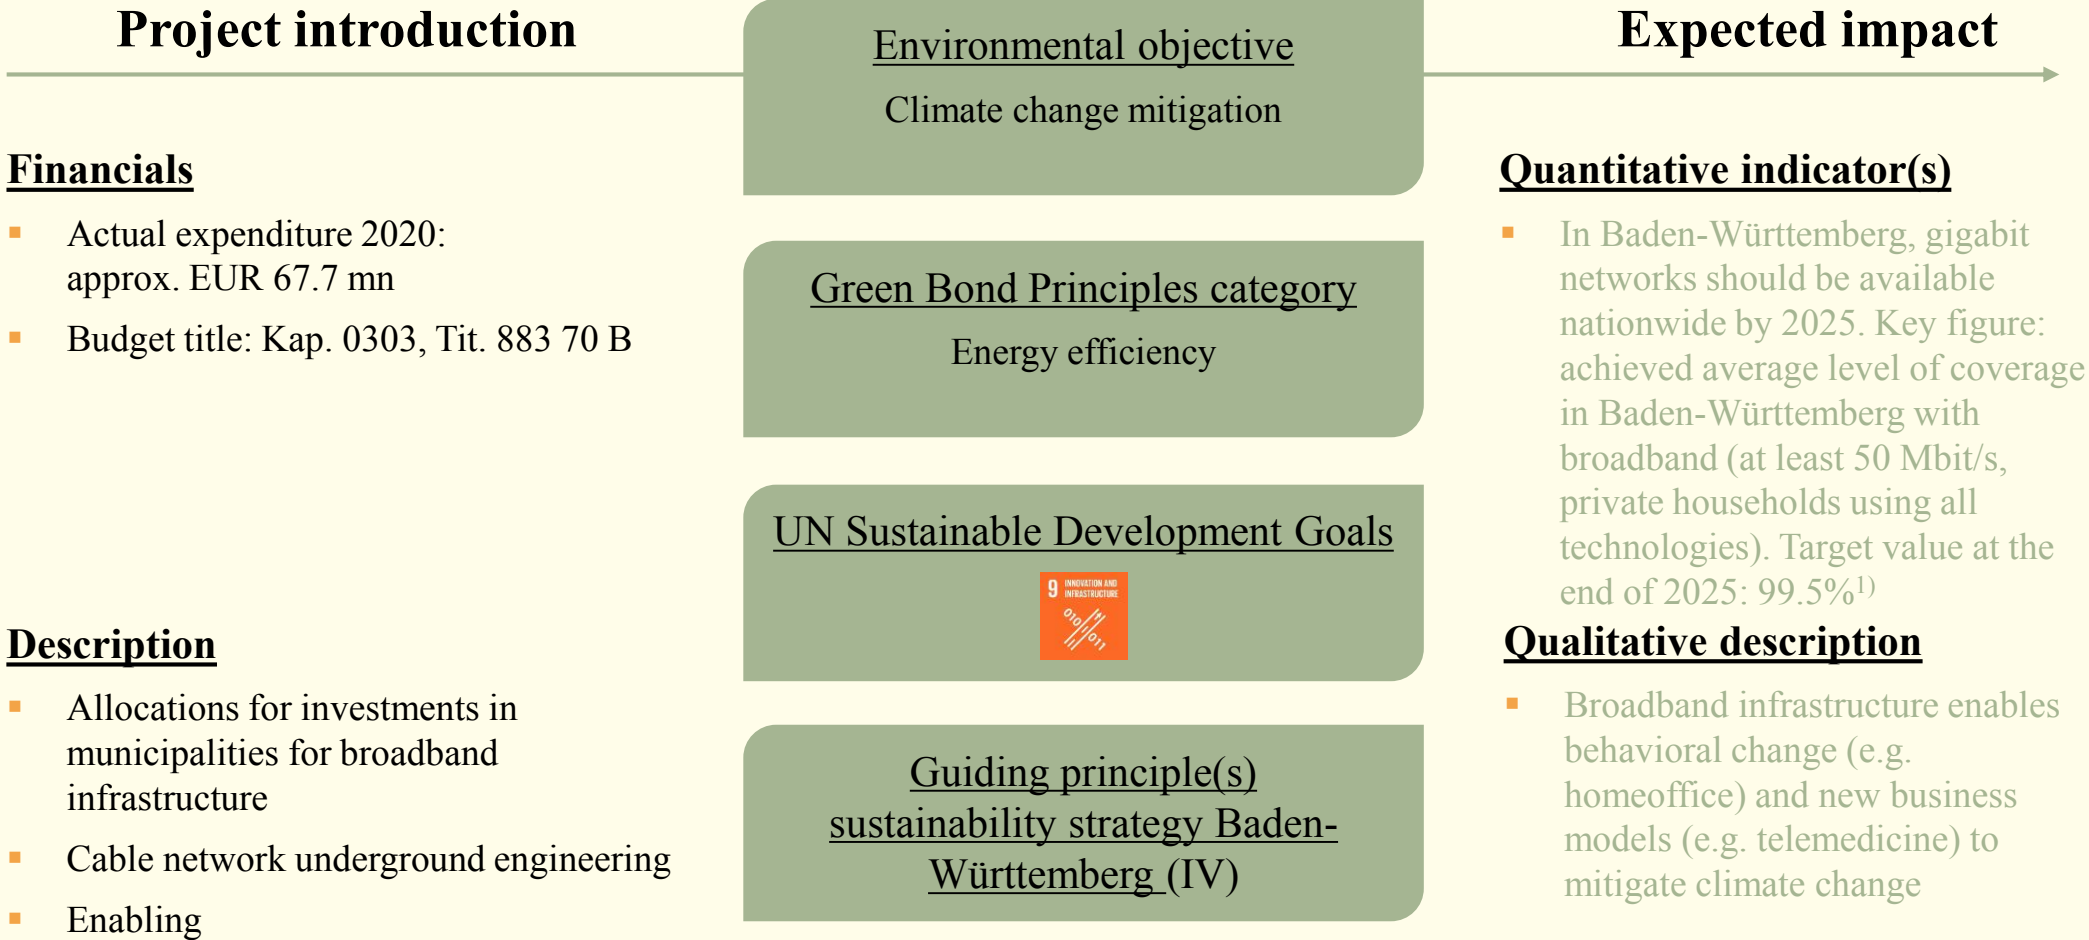 Project introduction
Financials
▪ Actual expenditure 2020:
approx. EUR 67.7 mn
▪ Budget title: Kap. 0303, Tit. 883 70 B
Description
▪ Allocations for investments in
municipalities for broadband
infrastructure
▪ Cable network underground engineering
▪ Enabling
Environmental objective
Climate change mitigation
Green Bond Principles category
Energy efficiency
UN Sustainable Development Goals
9 INNOVATION AND
INFRASTRUCTURE
010
011
Guiding principle(s)
sustainability strategy Baden-
Württemberg (IV)
Expected impact
Quantitative indicator(s)
▪ In Baden-Württemberg, gigabit
networks should be available
nationwide by 2025. Key figure:
achieved average level of coverage
in Baden-Württemberg with
broadband (at least 50 Mbit/s,
private households using all
technologies). Target value at the
end of 2025: 99.5%1)
Qualitative description
▪ Broadband infrastructure enables
behavioral change (e.g.
homeoffice) and new business
models (e.g. telemedicine) to
mitigate climate change